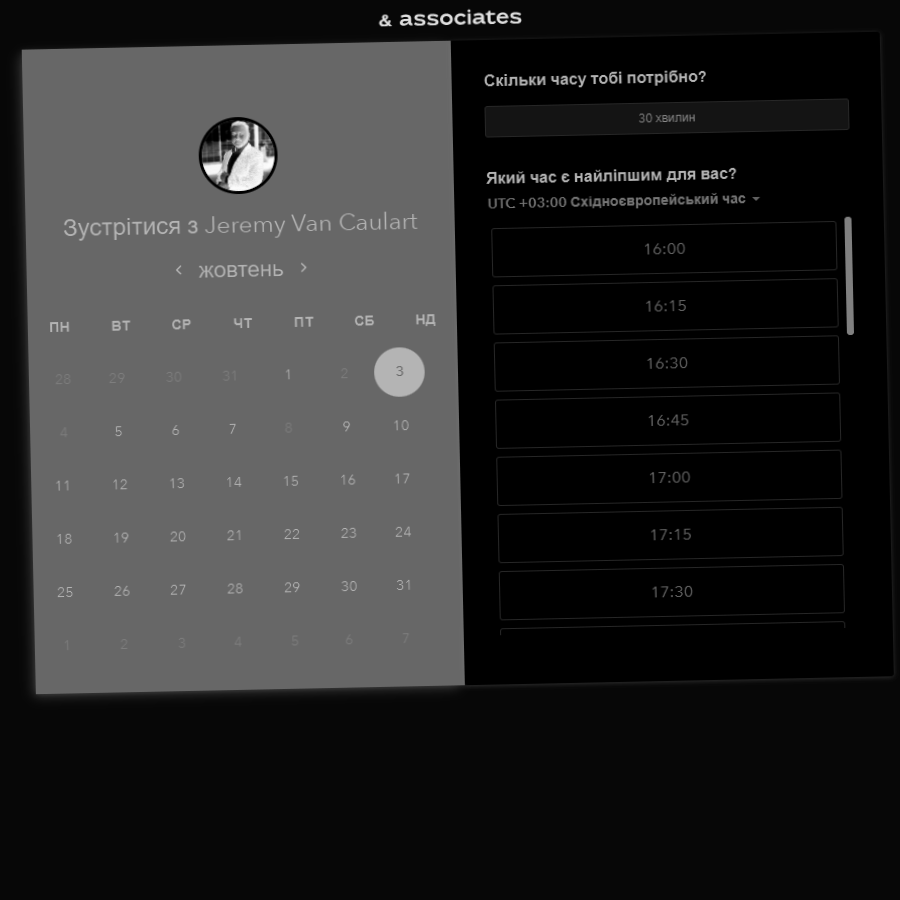 & associates
Зустрітися з Jeremy Van Caulart
жовтень
ПН ВТ СР ЧТ ПТ СБ НД
28 29 30 31 1 2 3
4 5 6 7 8 9 10
11 12 13 14 15 16 17
18 19 20 21 22 23 24
25 26 27 28 29 30 31
1 2 3 4 5 6 7
Скільки часу тобі потрібно?
30 хвилин
Який час є найліпшим для вас?
UTC +03:00 Східноєвропейський час
16:00
16:15
16:30
16:45
17:00
17:15
17:30